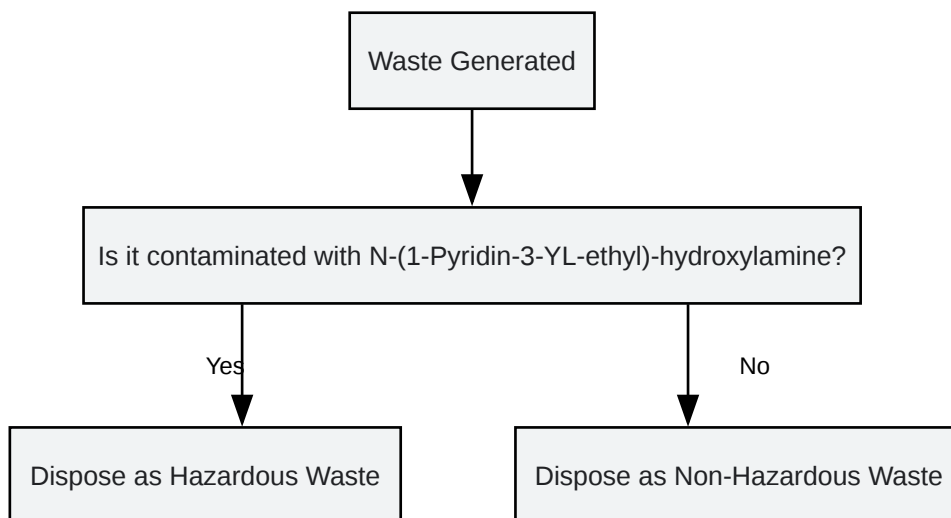 Waste Generated
Is it contaminated with N-(1-Pyridin-3-YL-ethyl)-hydroxylamine?
Yes
No
Dispose as Hazardous Waste
Dispose as Non-Hazardous Waste